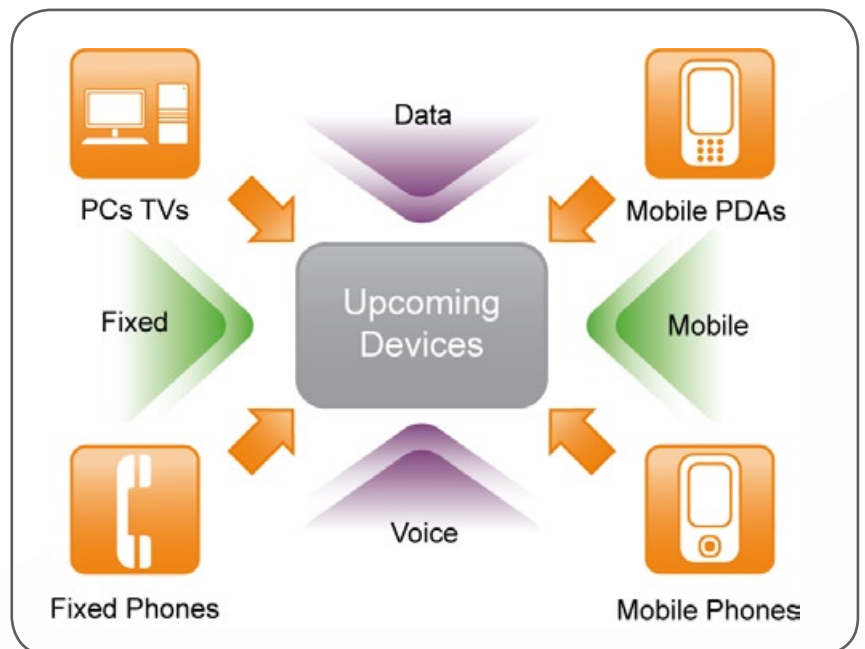 Data
PCs TVs
Mobile PDAs
Fixed
Upcoming
Devices
Mobile
Voice
Fixed Phones
Mobile Phones